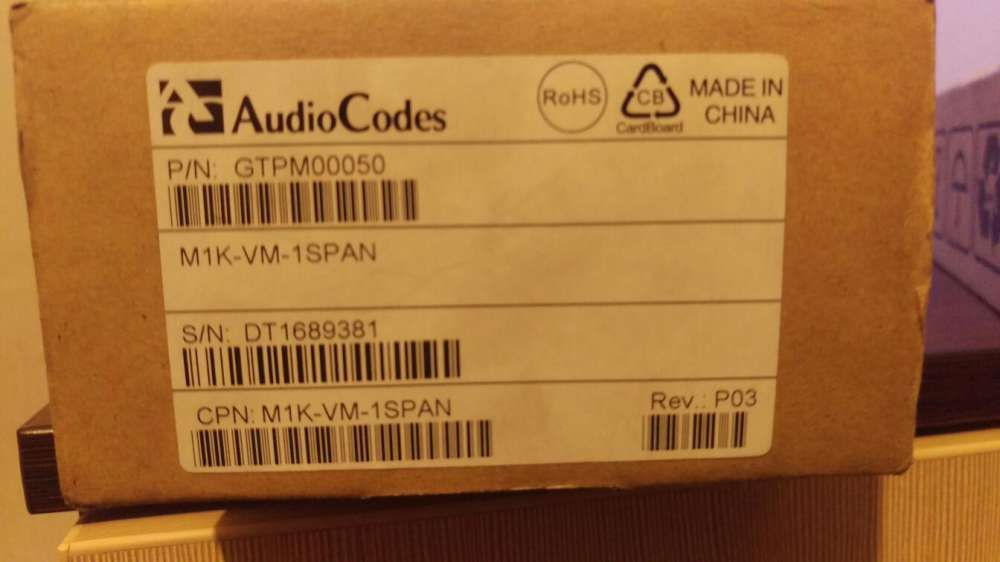 AudioCodes
RoHS
CB
CardBoard
MADE IN
CHINA
P/N: GTPM00050
M1K-VM-1SPAN
S/N: DT1689381
CPN: M1K-VM-1SPAN
Rev.: P03
A